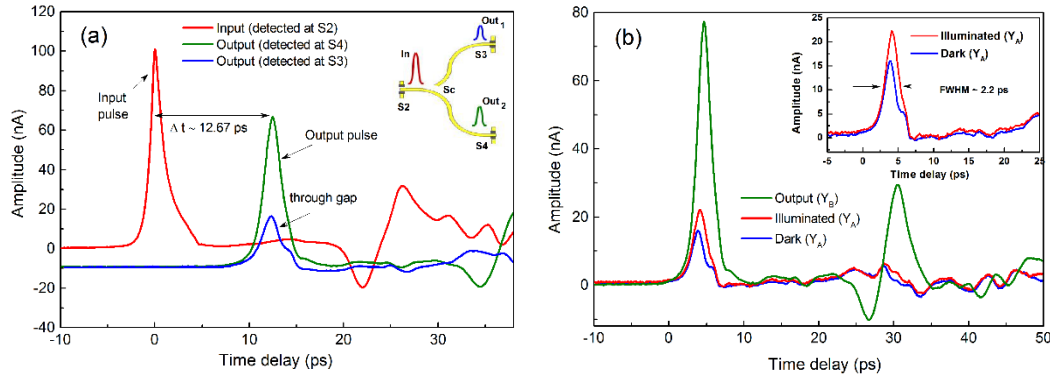 (a)
Input (detected at S2)
Output (detected at S4)
Output (detected at S3)
Input
pulse
Δ t ~ 12.67 ps
Output pulse
through gap
In
S2
Sc
Out 1
S3
Out 2
S4
Amplitude (nA)
120
100
80
60
40
20
0
-20
-40
-10 0 10 20 30
Time delay (ps)
(b)
Output (YB)
Illuminated (YA)
Dark (YA)
Amplitude (nA)
80
60
40
20
0
-10 0 10 20 30 40 50
Time delay (ps)
Illuminated (YA)
Dark (YA)
FWHM ~ 2.2 ps
Amplitude (nA)
25
20
15
10
5
0
-5 0 5 10 15 20 25
Time delay (ps)